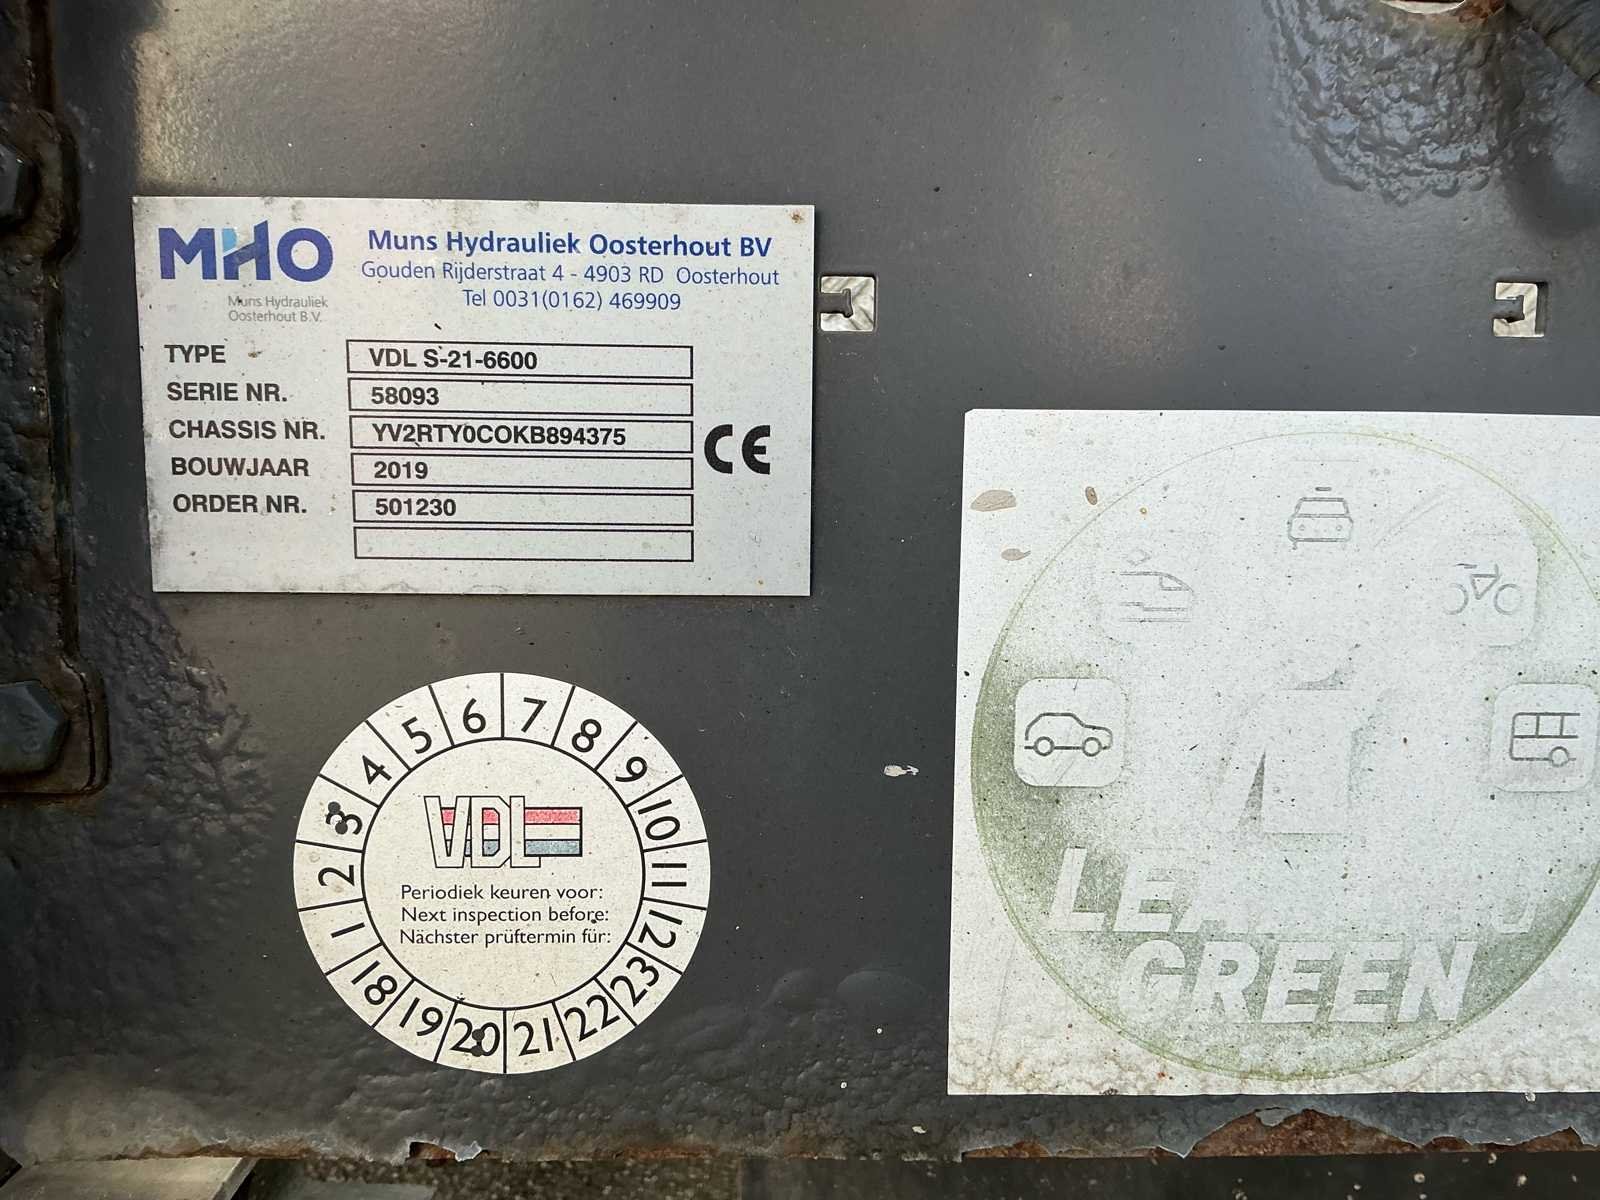 MHO
Muns Hydrauliek
Oosterhout B.V.
Muns Hydrauliek Oosterhout BV
Gouden Rijderstraat 4 - 4903 RD Oosterhout
Tel 0031(0162) 469909
TYPE VDL S-21-6600
SERIE NR. 58093
CHASSIS NR. YV2RTY0COKB894375
BOUWJAAR 2019
ORDER NR. 501230
CE
1 2 3 4 5 6 7 8 9 10 11 12
VDL
Periodiek keuren voor:
Next inspection before:
Nächster prüftermin für:
18 19 20 21 22 23
GREEN